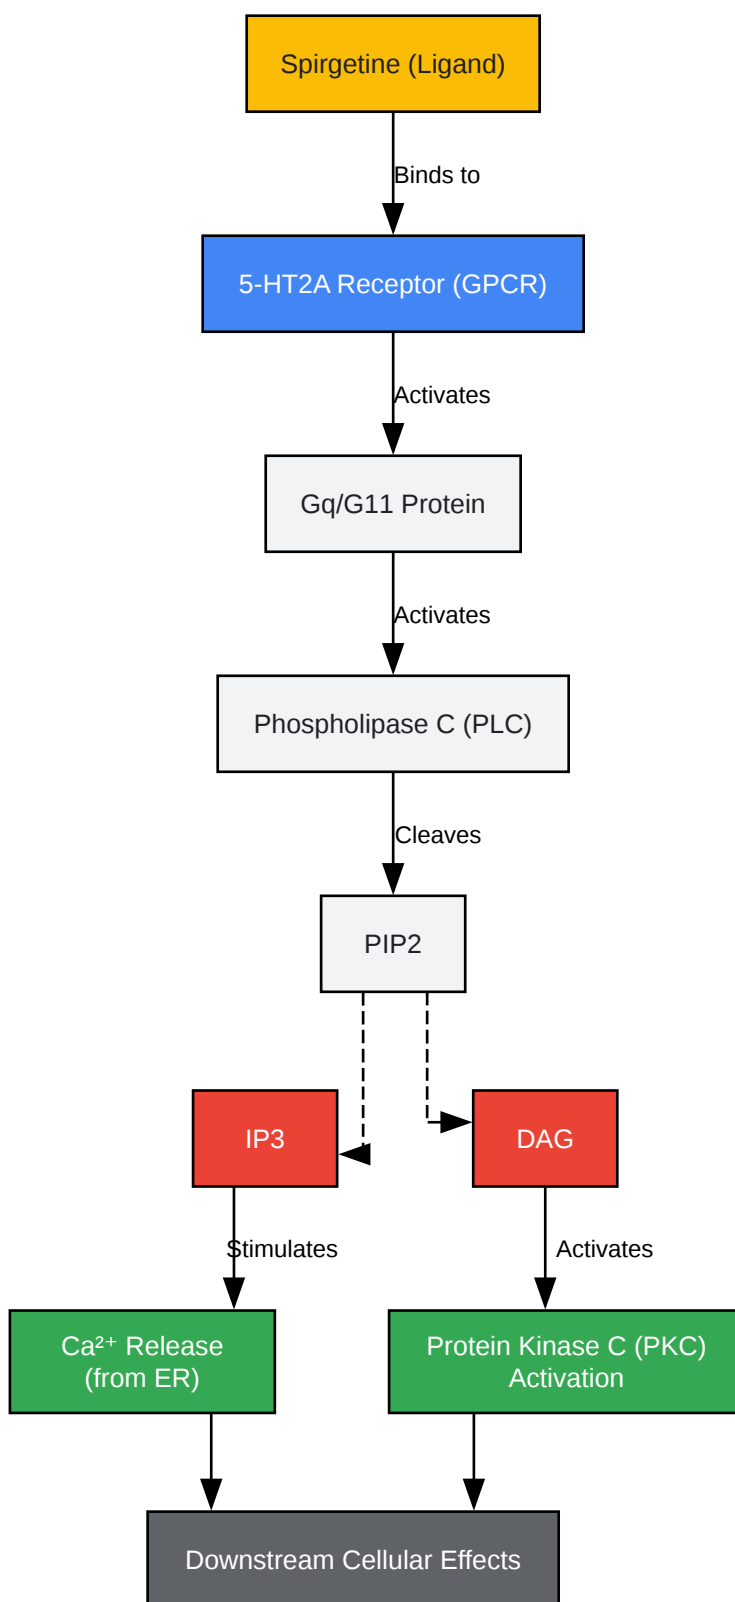 Spirgetine (Ligand)
Binds to
5-HT2A Receptor (GPCR)
Activates
Gq/G11 Protein
Activates
Phospholipase C (PLC)
Cleaves
PIP2
IP3
DAG
Stimulates
Activates
Ca²⁺ Release
(from ER)
Protein Kinase C (PKC)
Activation
Downstream Cellular Effects